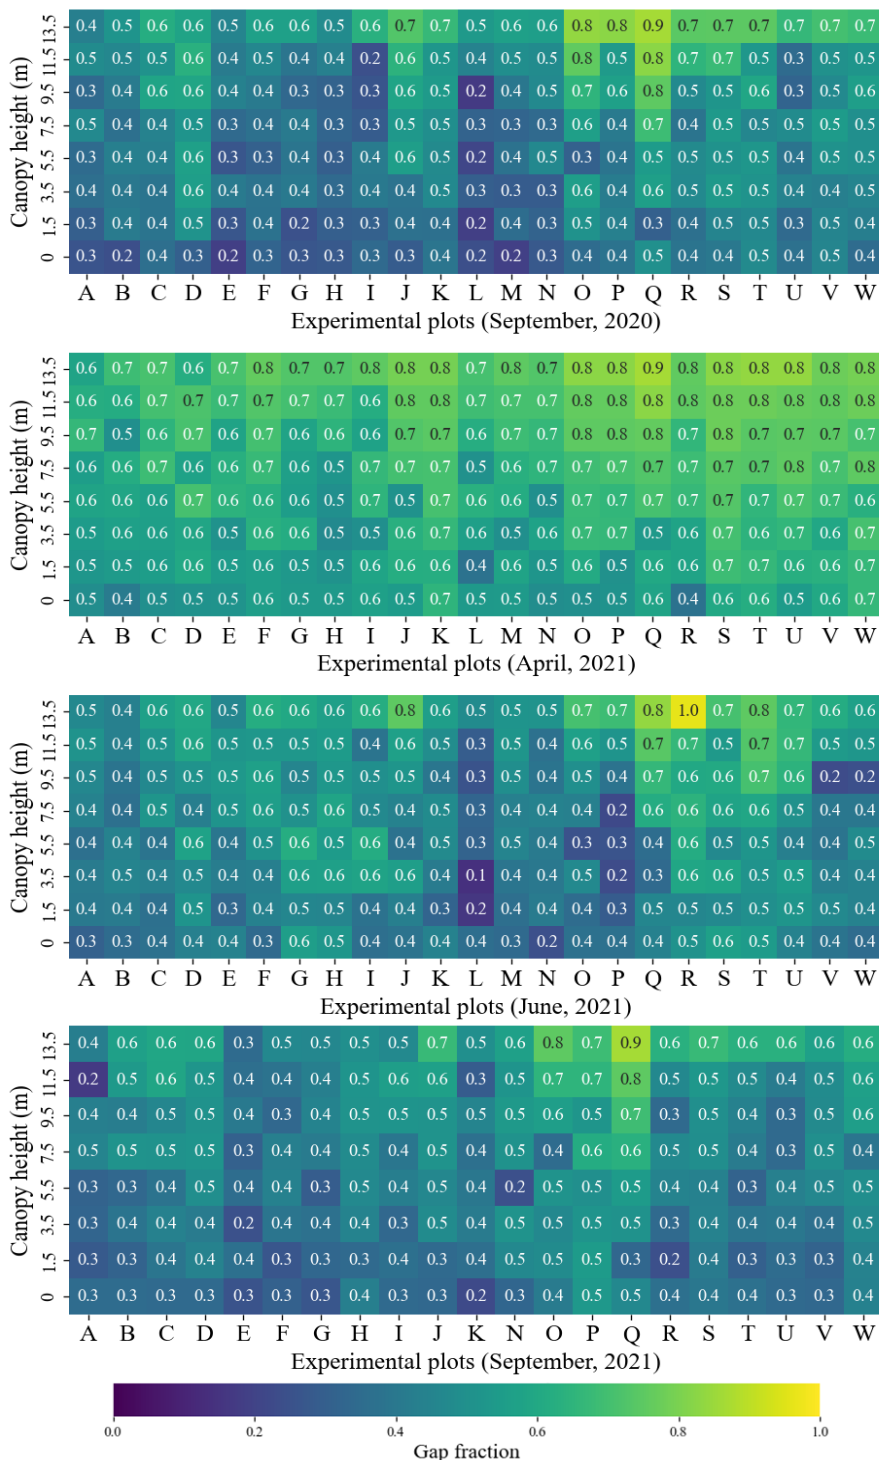 Canopy height (m)
13.5 0.4 0.5 0.6 0.6 0.5 0.6 0.6 0.5 0.6 0.7 0.7 0.5 0.6 0.6 0.8 0.8 0.9 0.7 0.7 0.7 0.7 0.7 0.7
11.5 0.5 0.5 0.5 0.6 0.4 0.4 0.4 0.4 0.2 0.6 0.5 0.4 0.5 0.5 0.8 0.5 0.8 0.7 0.7 0.5 0.3 0.5 0.5
9.5 0.3 0.4 0.6 0.6 0.4 0.4 0.3 0.3 0.3 0.6 0.5 0.2 0.4 0.5 0.7 0.6 0.8 0.5 0.5 0.6 0.3 0.5 0.6
7.5 0.5 0.4 0.4 0.5 0.3 0.4 0.4 0.3 0.3 0.5 0.5 0.3 0.3 0.3 0.6 0.4 0.7 0.4 0.5 0.5 0.5 0.5 0.5
5.5 0.3 0.4 0.4 0.6 0.3 0.3 0.4 0.3 0.4 0.6 0.5 0.2 0.4 0.5 0.3 0.4 0.5 0.5 0.5 0.5 0.4 0.5 0.5
3.5 0.4 0.4 0.4 0.6 0.4 0.4 0.4 0.3 0.4 0.4 0.5 0.3 0.3 0.3 0.6 0.4 0.6 0.5 0.5 0.5 0.4 0.4 0.5
1.5 0.3 0.4 0.4 0.5 0.3 0.4 0.2 0.3 0.3 0.4 0.4 0.2 0.4 0.3 0.5 0.4 0.3 0.4 0.5 0.4 0.3 0.5 0.4
0 0.3 0.2 0.4 0.3 0.2 0.3 0.3 0.3 0.3 0.3 0.4 0.2 0.2 0.3 0.4 0.4 0.5 0.4 0.4 0.5 0.4 0.5 0.4
A B C D E F G H I J K L M N O P Q R S T U V W
Experimental plots (September, 2020)
Canopy height (m)
13.5 0.6 0.7 0.7 0.6 0.7 0.8 0.7 0.7 0.8 0.8 0.8 0.7 0.8 0.7 0.8 0.8 0.9 0.8 0.8 0.8 0.8 0.8 0.8
11.5 0.6 0.6 0.7 0.7 0.7 0.7 0.7 0.7 0.6 0.8 0.8 0.7 0.7 0.7 0.8 0.8 0.8 0.8 0.8 0.8 0.8 0.8 0.8
9.5 0.7 0.5 0.6 0.7 0.6 0.7 0.6 0.6 0.6 0.7 0.7 0.6 0.7 0.7 0.8 0.8 0.8 0.7 0.8 0.7 0.7 0.7 0.7
7.5 0.6 0.6 0.7 0.6 0.6 0.7 0.6 0.5 0.7 0.7 0.7 0.5 0.6 0.7 0.7 0.7 0.7 0.7 0.7 0.7 0.8 0.7 0.8
5.5 0.6 0.6 0.6 0.7 0.6 0.6 0.6 0.5 0.7 0.5 0.7 0.6 0.6 0.5 0.7 0.7 0.7 0.7 0.7 0.7 0.7 0.7 0.6
3.5 0.5 0.6 0.6 0.6 0.5 0.6 0.6 0.5 0.5 0.6 0.7 0.6 0.5 0.6 0.7 0.7 0.5 0.6 0.7 0.6 0.7 0.6 0.7
1.5 0.5 0.5 0.6 0.6 0.5 0.6 0.5 0.5 0.6 0.6 0.6 0.4 0.6 0.5 0.6 0.5 0.6 0.6 0.7 0.7 0.6 0.6 0.7
0 0.5 0.4 0.5 0.5 0.5 0.6 0.5 0.5 0.6 0.5 0.7 0.5 0.5 0.5 0.5 0.5 0.6 0.4 0.6 0.6 0.5 0.6 0.7
A B C D E F G H I J K L M N O P Q R S T U V W
Experimental plots (April, 2021)
Canopy height (m)
13.5 0.5 0.4 0.6 0.6 0.5 0.6 0.6 0.6 0.6 0.8 0.6 0.4 0.5 0.5 0.7 0.7 0.8 1.0 0.7 0.8 0.7 0.6 0.6
11.5 0.5 0.4 0.5 0.6 0.5 0.5 0.5 0.5 0.4 0.6 0.5 0.3 0.5 0.4 0.6 0.5 0.7 0.7 0.5 0.7 0.7 0.5 0.5
9.5 0.5 0.4 0.5 0.5 0.5 0.6 0.5 0.5 0.5 0.5 0.4 0.3 0.5 0.4 0.5 0.4 0.7 0.6 0.6 0.7 0.6 0.2 0.2
7.5 0.4 0.4 0.5 0.4 0.5 0.6 0.5 0.6 0.5 0.4 0.5 0.3 0.4 0.4 0.4 0.2 0.6 0.6 0.6 0.6 0.5 0.4 0.4
5.5 0.4 0.4 0.4 0.6 0.4 0.5 0.6 0.5 0.6 0.4 0.5 0.3 0.5 0.4 0.3 0.3 0.4 0.6 0.5 0.5 0.4 0.4 0.5
3.5 0.4 0.5 0.4 0.5 0.4 0.4 0.6 0.6 0.6 0.6 0.4 0.1 0.4 0.4 0.5 0.2 0.3 0.6 0.6 0.5 0.5 0.4 0.4
1.5 0.4 0.4 0.4 0.5 0.3 0.4 0.5 0.5 0.4 0.4 0.3 0.2 0.4 0.4 0.4 0.3 0.5 0.5 0.5 0.5 0.5 0.5 0.4
0 0.3 0.3 0.4 0.4 0.4 0.3 0.6 0.5 0.4 0.4 0.4 0.4 0.3 0.2 0.4 0.4 0.4 0.5 0.6 0.5 0.4 0.4 0.4
A B C D E F G H I J K L M N O P Q R S T U V W
Experimental plots (June, 2021)
Canopy height (m)
13.5 0.4 0.6 0.6 0.6 0.3 0.5 0.5 0.5 0.5 0.7 0.5 0.6 0.8 0.7 0.9 0.6 0.7 0.6 0.6 0.6 0.6
11.5 0.2 0.5 0.6 0.5 0.4 0.4 0.4 0.5 0.6 0.6 0.3 0.5 0.7 0.7 0.8 0.5 0.5 0.5 0.4 0.5 0.6
9.5 0.4 0.4 0.5 0.5 0.4 0.3 0.4 0.5 0.5 0.5 0.5 0.5 0.6 0.5 0.7 0.3 0.5 0.4 0.3 0.5 0.6
7.5 0.5 0.5 0.5 0.5 0.3 0.4 0.4 0.5 0.4 0.5 0.4 0.5 0.4 0.6 0.6 0.5 0.5 0.4 0.3 0.5 0.4
5.5 0.3 0.3 0.4 0.5 0.4 0.4 0.3 0.5 0.4 0.5 0.4 0.2 0.5 0.5 0.5 0.4 0.4 0.3 0.4 0.5 0.5
3.5 0.3 0.4 0.4 0.4 0.2 0.4 0.4 0.4 0.3 0.5 0.4 0.5 0.5 0.5 0.5 0.3 0.4 0.4 0.4 0.4 0.5
1.5 0.3 0.3 0.4 0.4 0.4 0.3 0.3 0.3 0.4 0.3 0.4 0.5 0.5 0.5 0.3 0.2 0.4 0.3 0.3 0.3 0.4
0 0.3 0.3 0.3 0.3 0.3 0.3 0.3 0.4 0.3 0.3 0.2 0.3 0.4 0.5 0.5 0.4 0.4 0.4 0.3 0.3 0.4
A B C D E F G H I J K N O P Q R S T U V W
Experimental plots (September, 2021)
0.0 0.2 0.4 0.6 0.8 1.0
Gap fraction